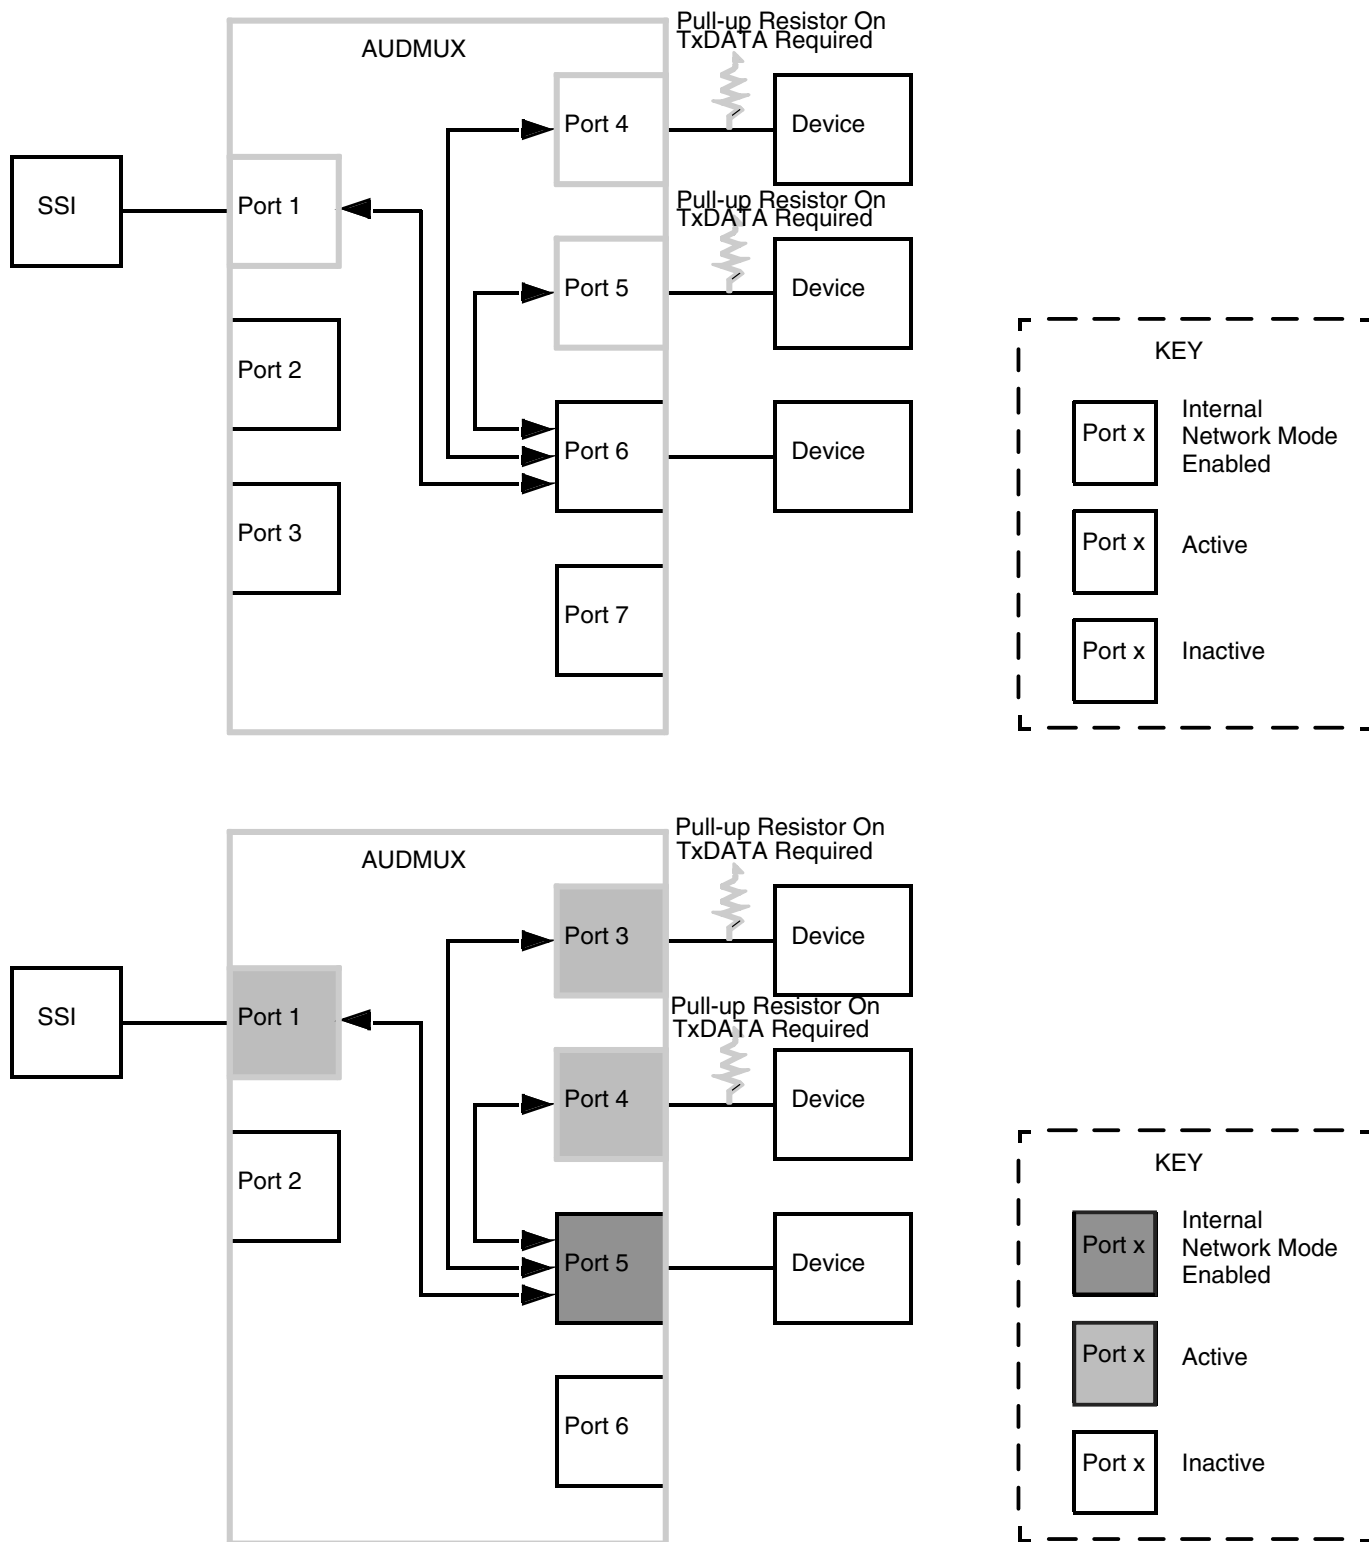 Pull-up Resistor On
TxDATA Required
AUDMUX
Port 4
Device
SSI
Port 1
Pull-up Resistor On
TxDATA Required
Port 5
Device
Port 2
Port 6
Device
Port 3
Port 7
KEY
Port x
Internal
Network Mode
Enabled
Port x
Active
Port x
Inactive
Pull-up Resistor On
TxDATA Required
AUDMUX
Port 3
Device
SSI
Port 1
Pull-up Resistor On
TxDATA Required
Port 4
Device
Port 2
Port 5
Device
Port 6
KEY
Port x
Internal
Network Mode
Enabled
Port x
Active
Port x
Inactive